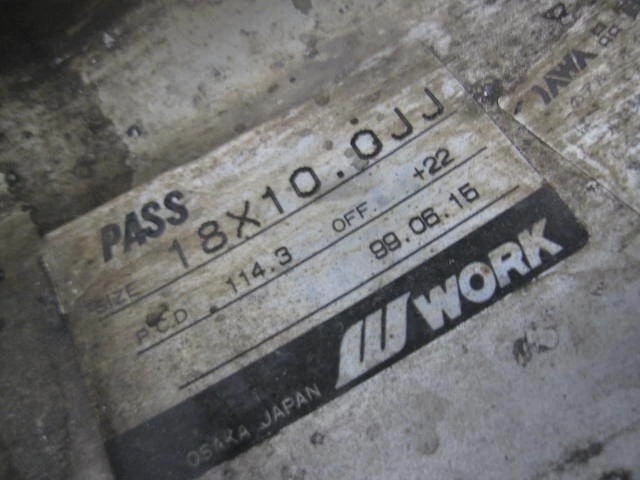 PASS
SIZE 18X10.0JJ
P.C.D 114.3 OFF. +22
99.06.15
W WORK
OSAKA JAPAN